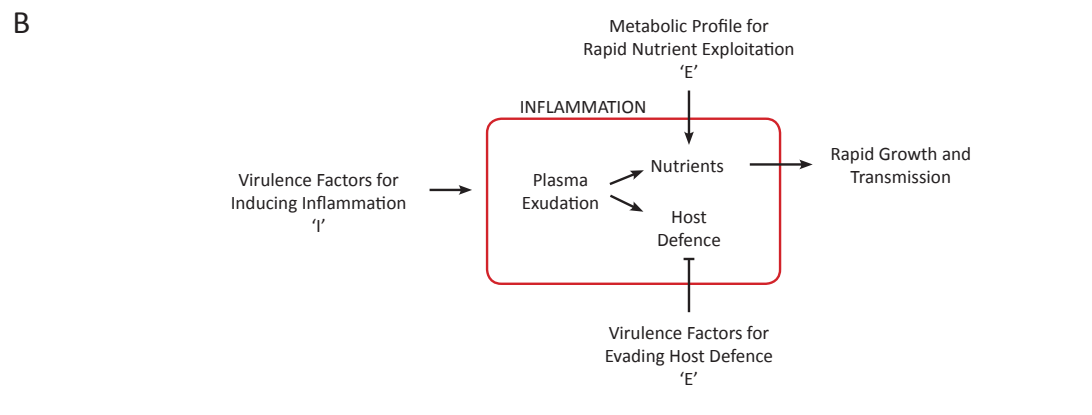 B
Metabolic Profile for
Rapid Nutrient Exploitation
‘E’
INFLAMMATION
Virulence Factors for
Inducing Inflammation
‘I’
Plasma
Exudation
Nutrients
Host
Defence
Rapid Growth and
Transmission
Virulence Factors for
Evading Host Defence
‘E’